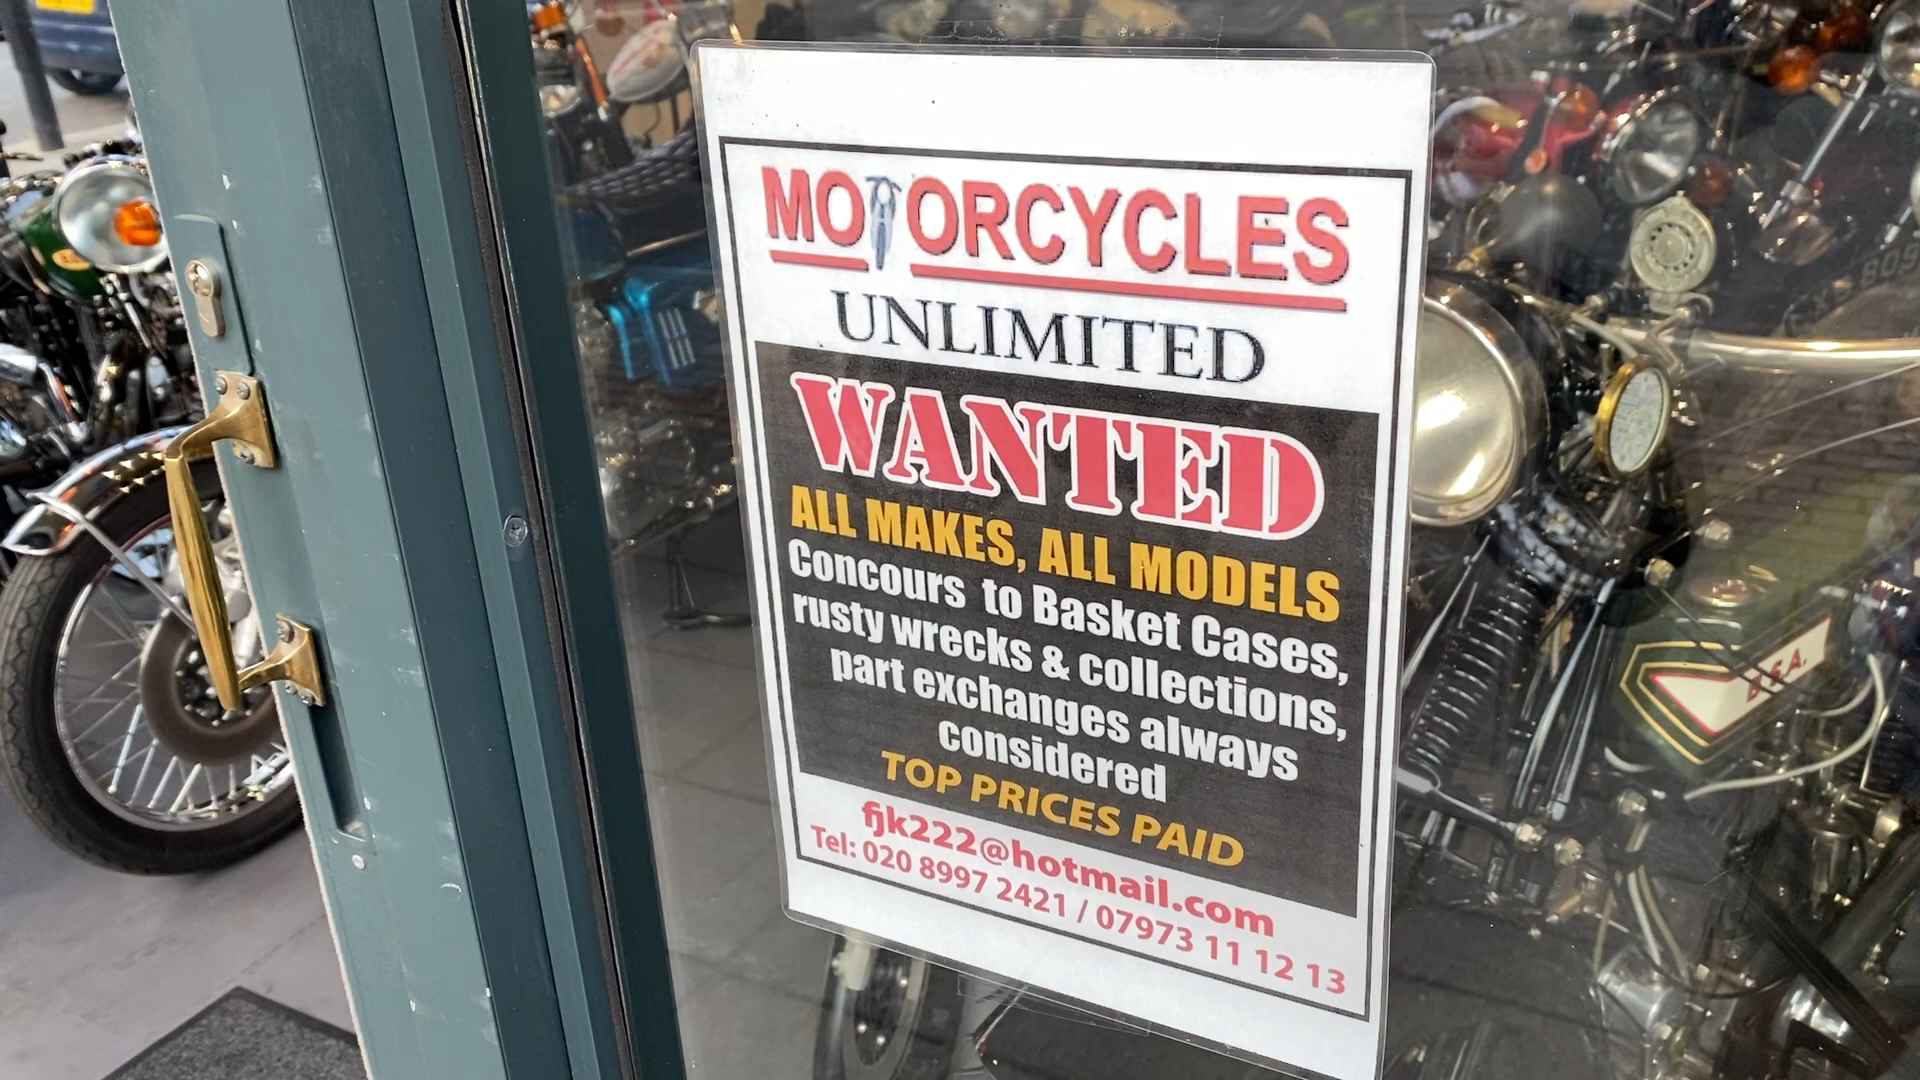 MOTORCYCLES
UNLIMITED
WANTED
ALL MAKES, ALL MODELS
Concours to Basket Cases,
rusty wrecks & collections,
part exchanges always
considered
TOP PRICES PAID
fjk222@hotmail.com
Tel: 020 8997 2421 / 07973 11 12 13
B.S.A.